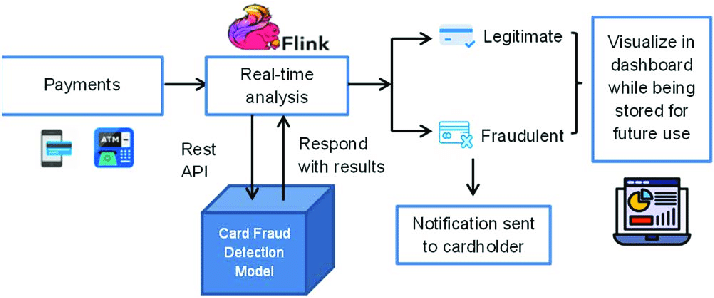 Flink
Payments
ATM
Real-time
analysis
Legitimate
Fraudulent
Visualize in
dashboard
while being
stored for
future use
Rest
API
Respond
with results
Card Fraud
Detection
Model
Notification sent
to cardholder